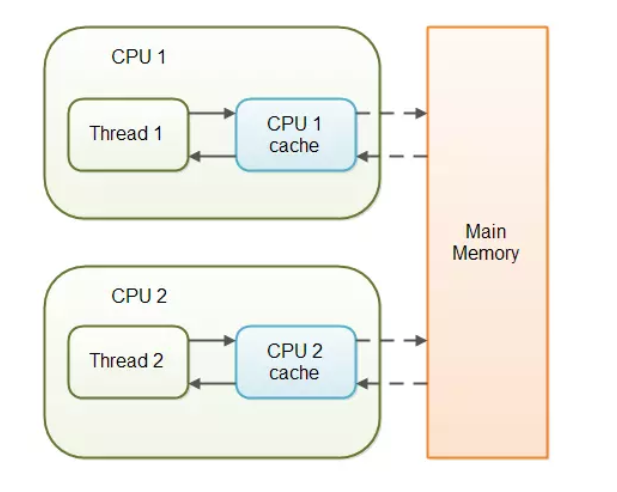 CPU 1
Thread 1
CPU 1
cache
Main
Memory
CPU 2
Thread 2
CPU 2
cache